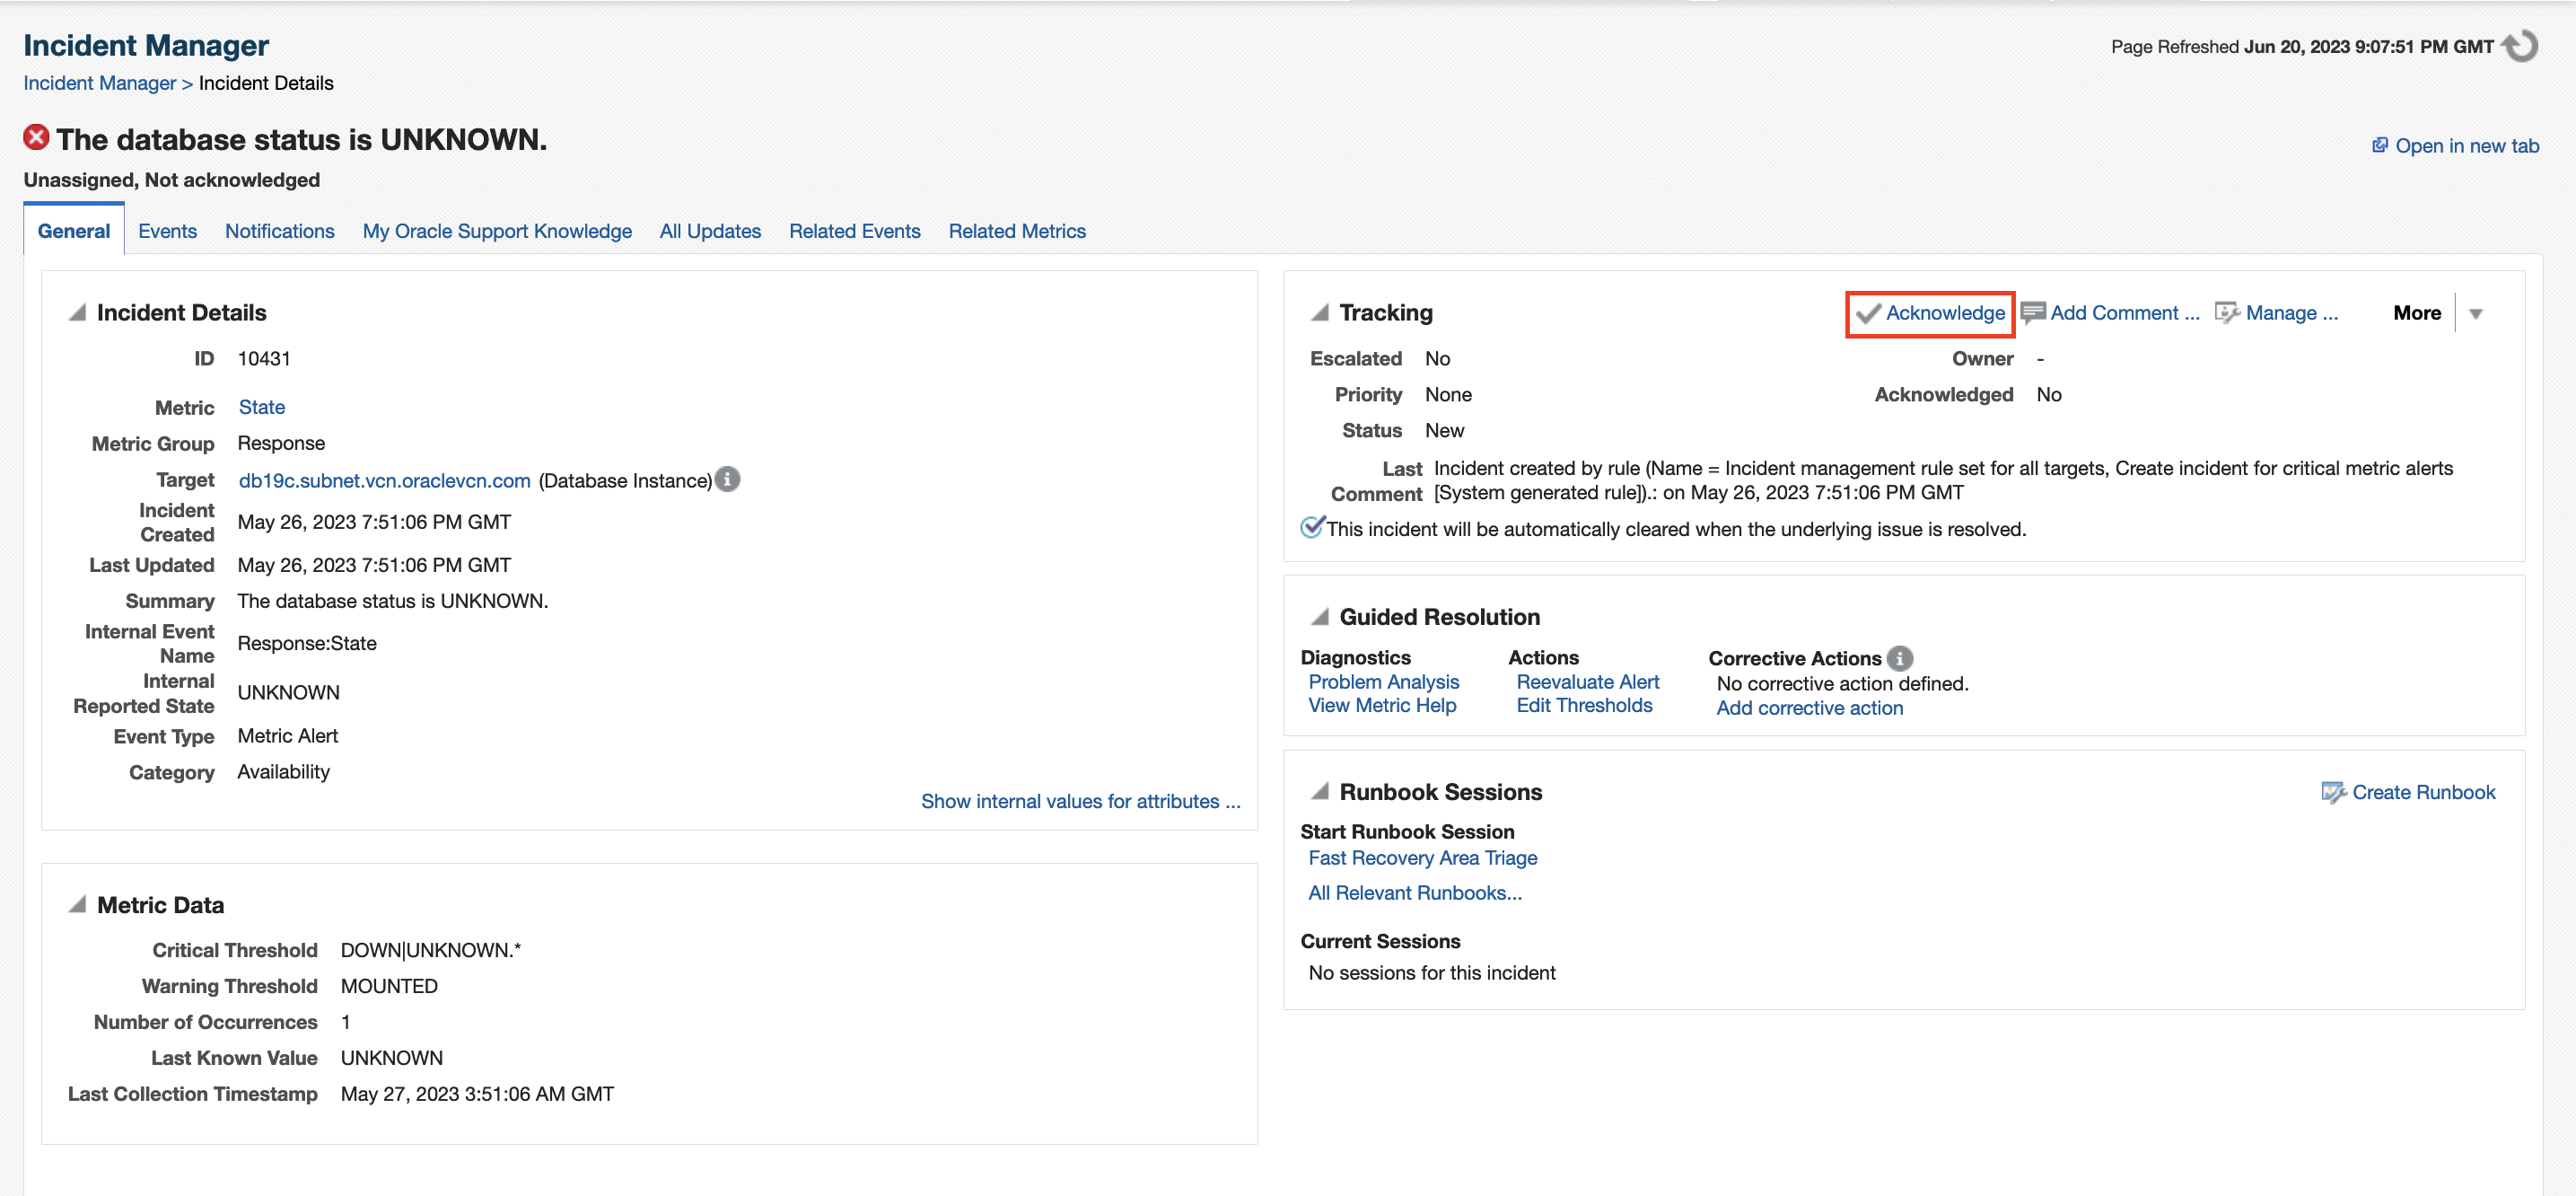 Incident Manager
Page Refreshed Jun 20, 2023 9:07:51 PM GMT
Incident Manager > Incident Details
The database status is UNKNOWN.
Open in new tab
Unassigned, Not acknowledged
General Events Notifications My Oracle Support Knowledge All Updates Related Events Related Metrics
Incident Details
ID 10431
Metric State
Metric Group Response
Target db19c.subnet.vcn.oraclevcn.com (Database Instance)
Incident
Created May 26, 2023 7:51:06 PM GMT
Last Updated May 26, 2023 7:51:06 PM GMT
Summary The database status is UNKNOWN.
Internal Event
Name Response:State
Internal
Reported State UNKNOWN
Event Type Metric Alert
Category Availability
Show internal values for attributes ...
Metric Data
Critical Threshold DOWN|UNKNOWN.*
Warning Threshold MOUNTED
Number of Occurrences 1
Last Known Value UNKNOWN
Last Collection Timestamp May 27, 2023 3:51:06 AM GMT
Tracking Acknowledge Add Comment ... Manage ... More
Escalated No Owner -
Priority None Acknowledged No
Status New
Last Incident created by rule (Name = Incident management rule set for all targets, Create incident for critical metric alerts
Comment [System generated rule]).: on May 26, 2023 7:51:06 PM GMT
This incident will be automatically cleared when the underlying issue is resolved.
Guided Resolution
Diagnostics Actions Corrective Actions
Problem Analysis Reevaluate Alert No corrective action defined.
View Metric Help Edit Thresholds Add corrective action
Runbook Sessions Create Runbook
Start Runbook Session
Fast Recovery Area Triage
All Relevant Runbooks...
Current Sessions
No sessions for this incident